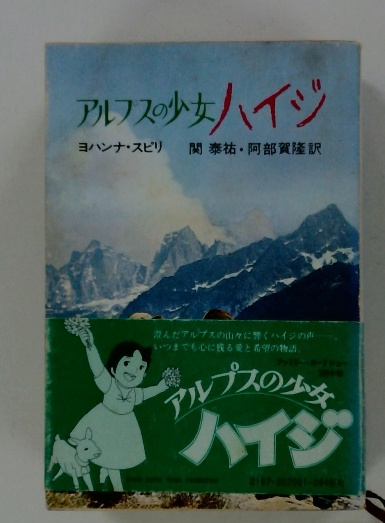 アルプスの少女ハイジ
ヨハンナ・スピリ 関 泰祐・阿部賀隆訳
澄んだアルプスの山々に響くハイジの声——。
いつまでも心に残る愛と希望の物語。
アルプスの少女
ハイジ